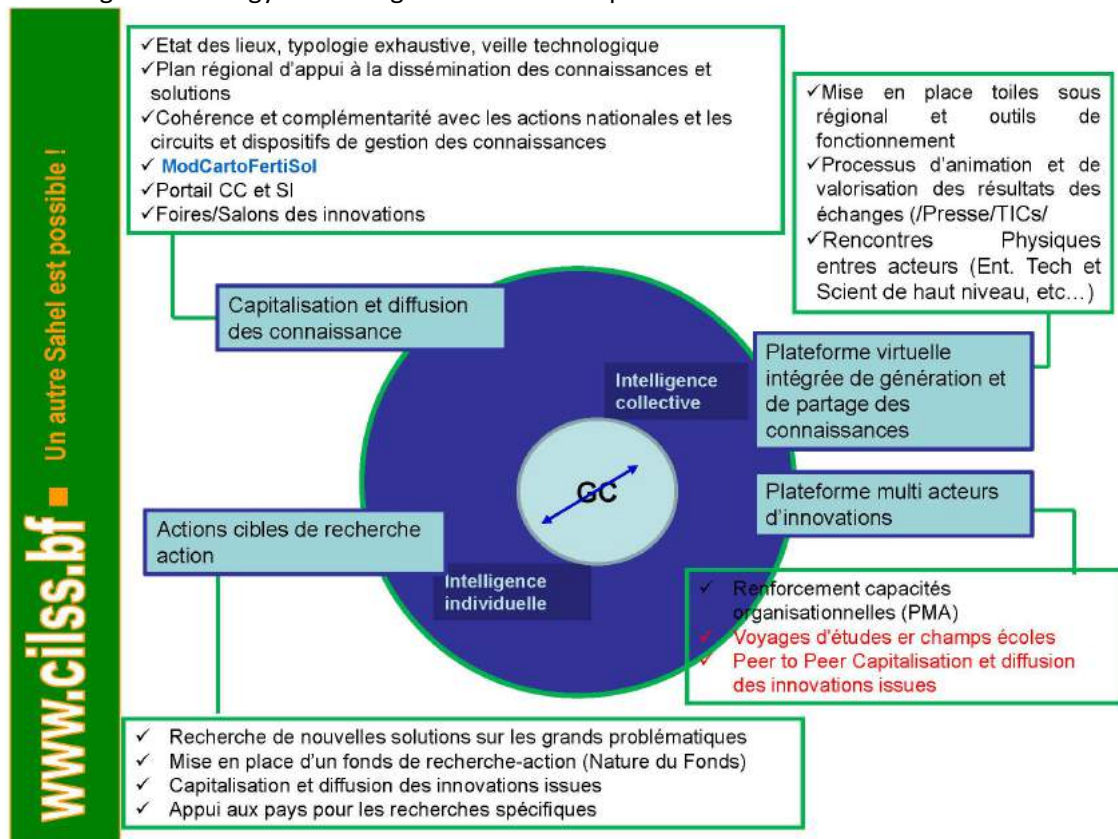 www.cilss.bf ■ Un autre Sahel est possible !
✓Etat des lieux, typologie exhaustive, veille technologique
✓Plan régional d'appui à la dissémination des connaissances et
solutions
✓Cohérence et complémentarité avec les actions nationales et les
circuits et dispositifs de gestion des connaissances
✓ ModCartoFertiSol
✓Portail CC et SI
✓Foires/Salons des innovations
✓Mise en place toiles sous
régional et outils de
fonctionnement
✓Processus d'animation et de
valorisation des résultats des
échanges (/Presse/TICs/
✓Rencontres Physiques
entres acteurs (Ent. Tech et
Scient de haut niveau, etc…)
Capitalisation et diffusion
des connaissance
Intelligence
collective
Plateforme virtuelle
intégrée de génération et
de partage des
connaissances
GC
Plateforme multi acteurs
d'innovations
Actions cibles de recherche
action
Intelligence
individuelle
✓ Renforcement capacités
organisationnelles (PMA)
✓ Voyages d'études er champs écoles
✓ Peer to Peer Capitalisation et diffusion
des innovations issues
✓ Recherche de nouvelles solutions sur les grands problématiques
✓ Mise en place d'un fonds de recherche-action (Nature du Fonds)
✓ Capitalisation et diffusion des innovations issues
✓ Appui aux pays pour les recherches spécifiques